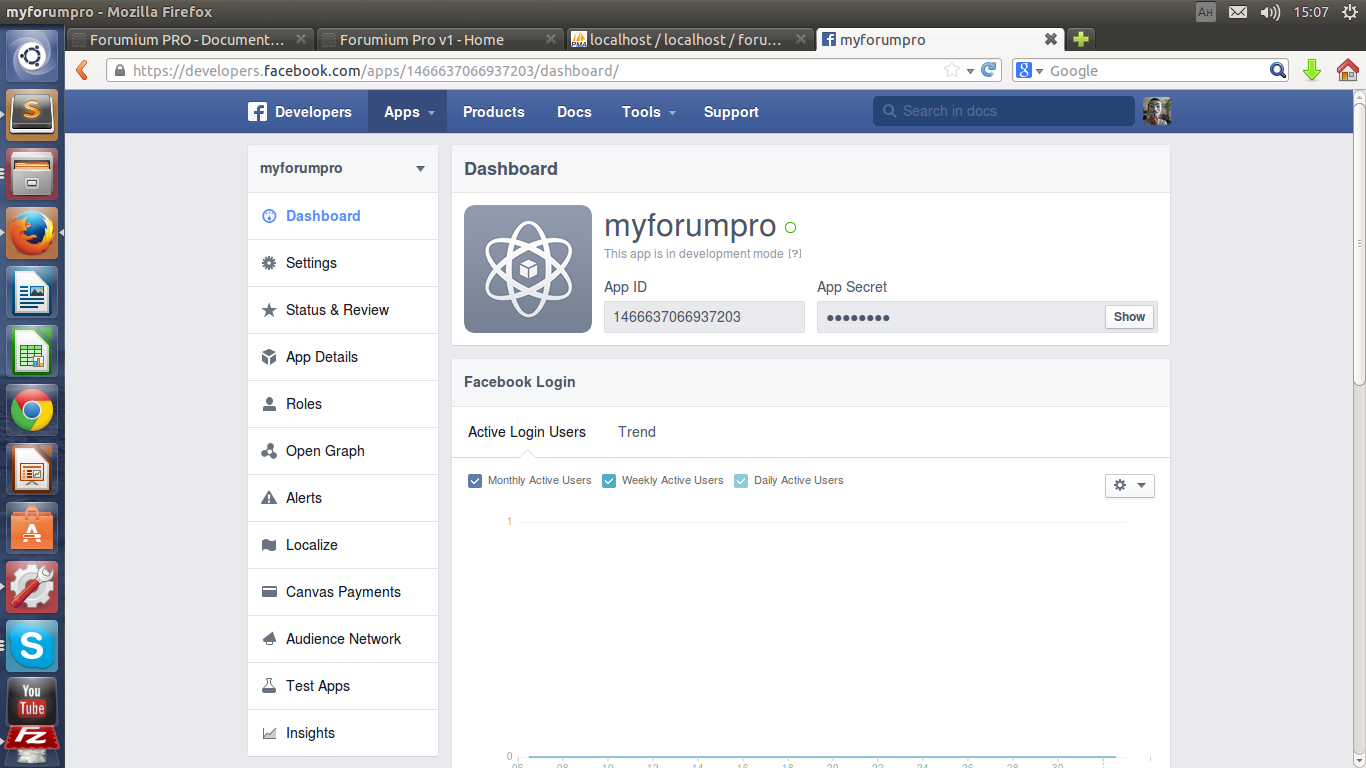 myforumpro - Mozilla Firefox
Ан
15:07
Forumium PRO - Document...
Forumium Pro v1 - Home
localhost / localhost / foru...
myforumpro
https://developers.facebook.com/apps/1466637066937203/dashboard/
Google
Developers
Apps
Products
Docs
Tools
Support
Search in docs
myforumpro
Dashboard
Settings
Status & Review
App Details
Roles
Open Graph
Alerts
Localize
Canvas Payments
Audience Network
Test Apps
Insights
Dashboard
myforumpro
This app is in development mode [?]
App ID
App Secret
1466637066937203
●●●●●●●●
Show
Facebook Login
Active Login Users
Trend
Monthly Active Users
Weekly Active Users
Daily Active Users
1
0
You
Tube
Fz